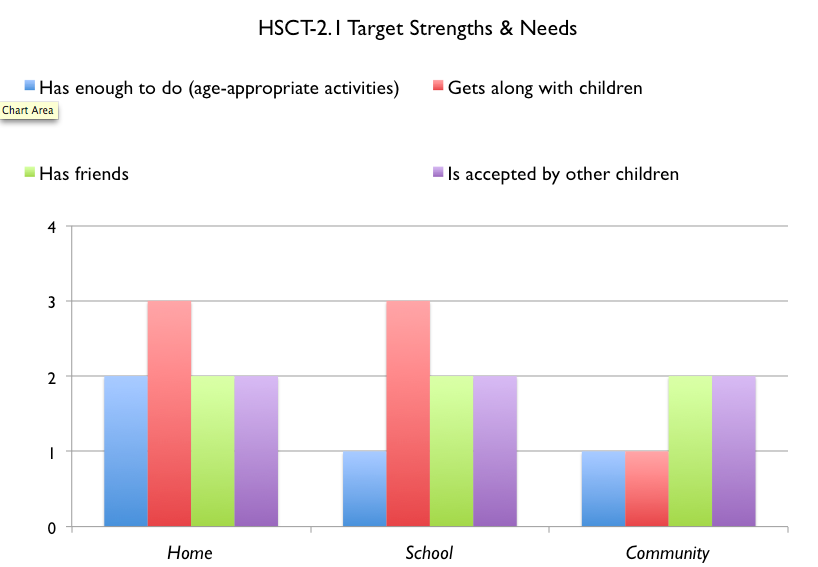 HSCT-2.1 Target Strengths & Needs
Has enough to do (age-appropriate activities) Gets along with children
Chart Area
Has friends Is accepted by other children
4
3
2
1
0
Home School Community